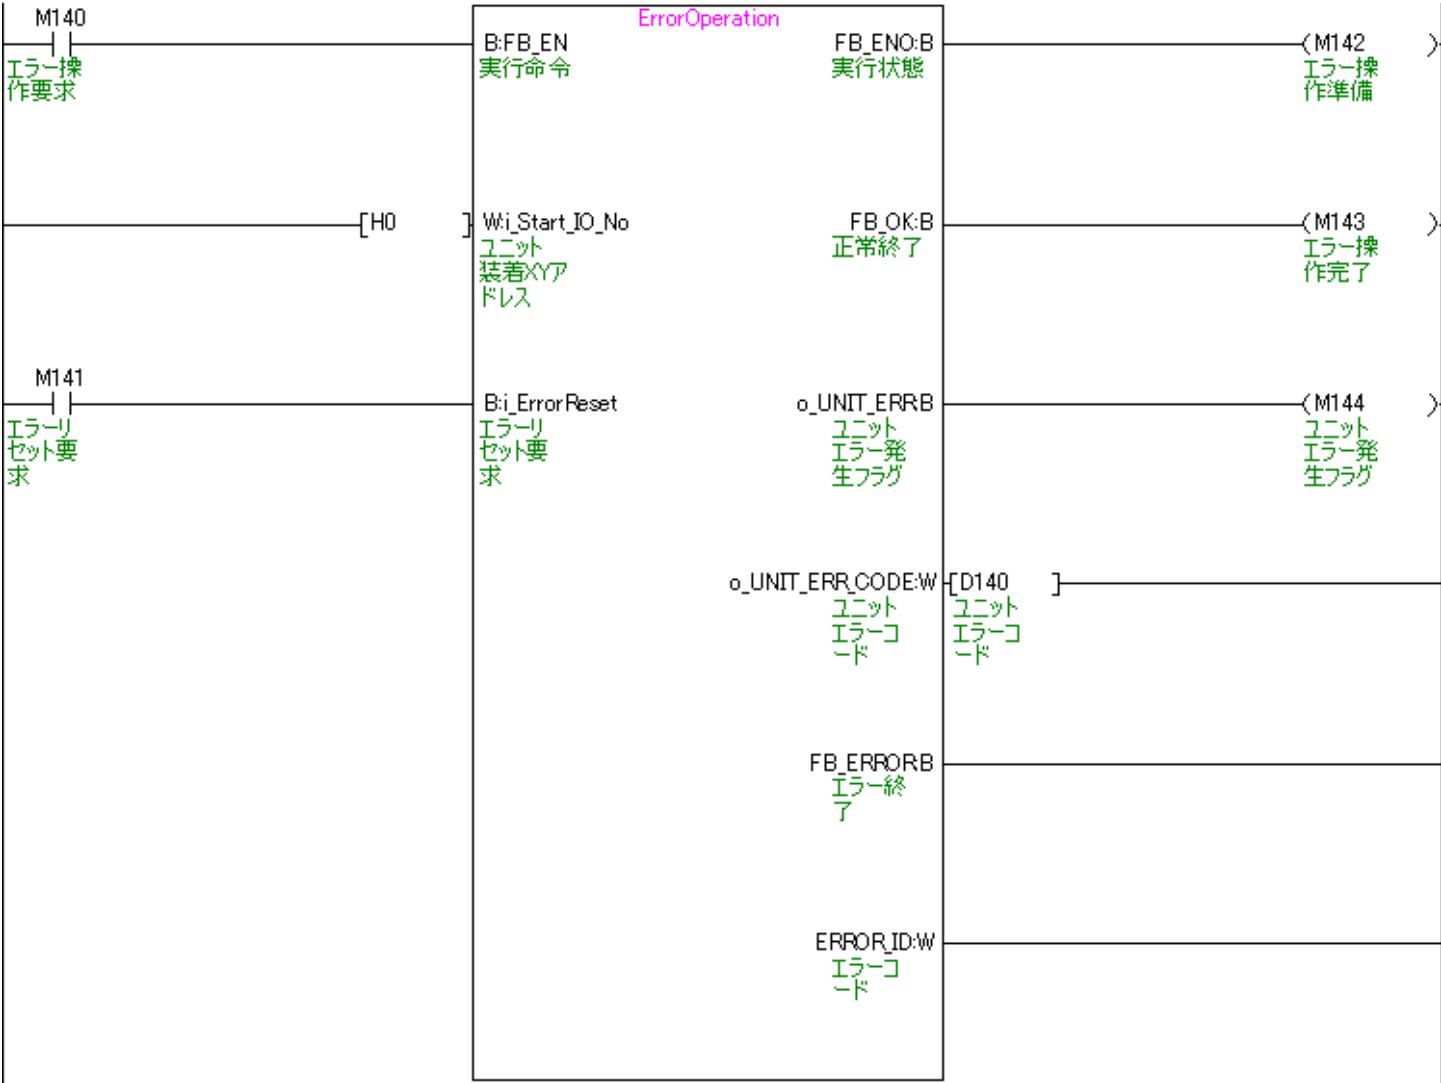 ErrorOperation
M140
B:FB_EN
FB_ENO:B
(M142 )
エラー操
作要求
実行命令
実行状態
エラー操
作準備
[H0 ]
W:i_Start_IO_No
FB_OK:B
(M143 )
ユニット
装着XYア
ドレス
正常終了
エラー操
作完了
M141
B:i_ErrorReset
o_UNIT_ERR:B
(M144 )
エラーリ
セット要
求
エラーリ
セット要
求
ユニット
エラー発
生フラグ
ユニット
エラー発
生フラグ
o_UNIT_ERR_CODE:W
[D140 ]
ユニット
エラーコ
ード
ユニット
エラーコ
ード
FB_ERROR:B
エラー終
了
ERROR_ID:W
エラーコ
ード